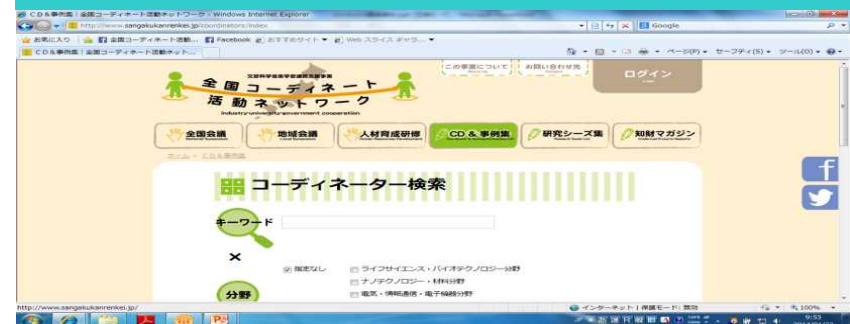 CD&事例集 | 全国コーディネート活動ネットワーク - Windows Internet Explorer
http://www.sangakukanrenkei.jp/coordinators/index
Google
お気に入り 全国コーディネート活動... Facebook おすすめサイト Web スライス ギャラ...
CD&事例集 | 全国コーディネート活動ネット...
ページ(P) セーフティ(S) ツール(O)
この事業について
お問い合わせ先
ログイン
全国コーディネート
活動ネットワーク
industry-university-government cooperation
全国会議
地域会議
人材育成研修
CD & 事例集
研究シーズ集
知財マガジン
ホーム > CD&事例集
コーディネーター検索
キーワード
×
指定なし
ライフサイエンス・バイオテクノロジー分野
ナノテクノロジー・材料分野
分野
電気・情報通信・電子機器分野
http://www.sangakukanrenkei.jp/
インターネット | 保護モード: 無効
100%
9:53